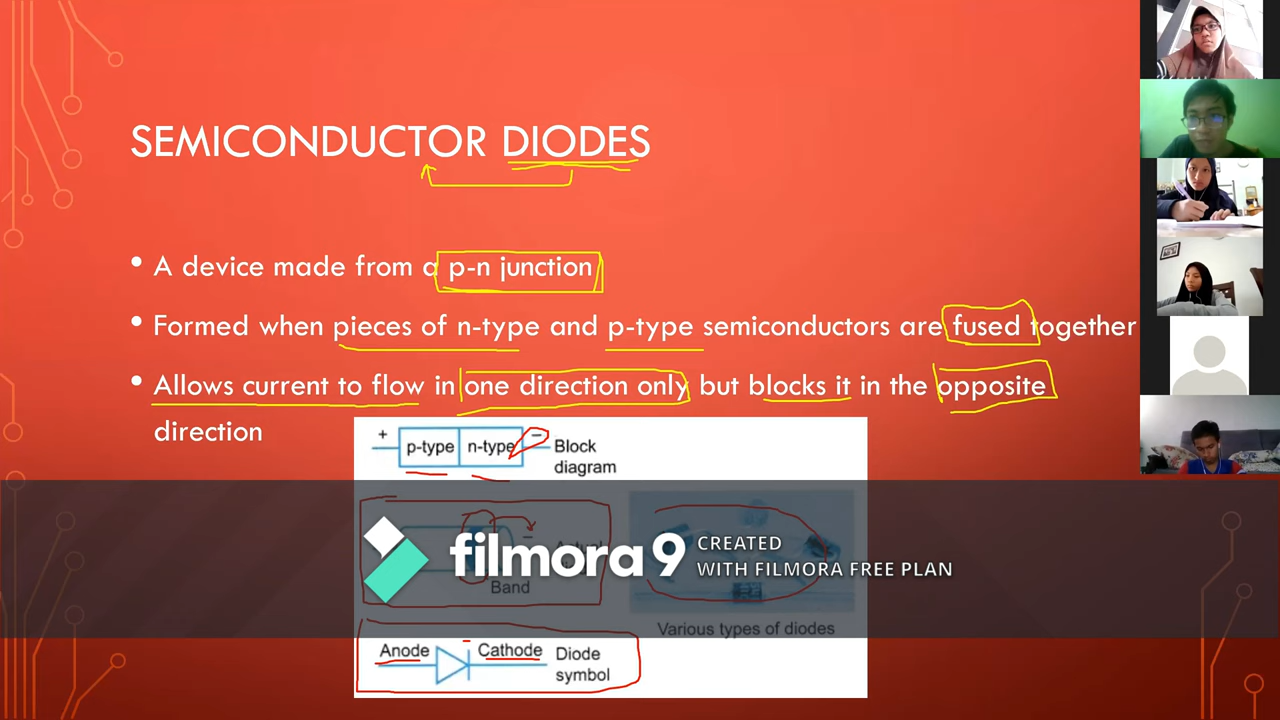 SEMICONDUCTOR DIODES
• A device made from a p-n junction
• Formed when pieces of n-type and p-type semiconductors are fused together
• Allows current to flow in one direction only but blocks it in the opposite
direction
+ p-type n-type − Block
diagram
− Actual
Band
filmora9 CREATED
WITH FILMORA FREE PLAN
Various types of diodes
Anode Cathode Diode
symbol